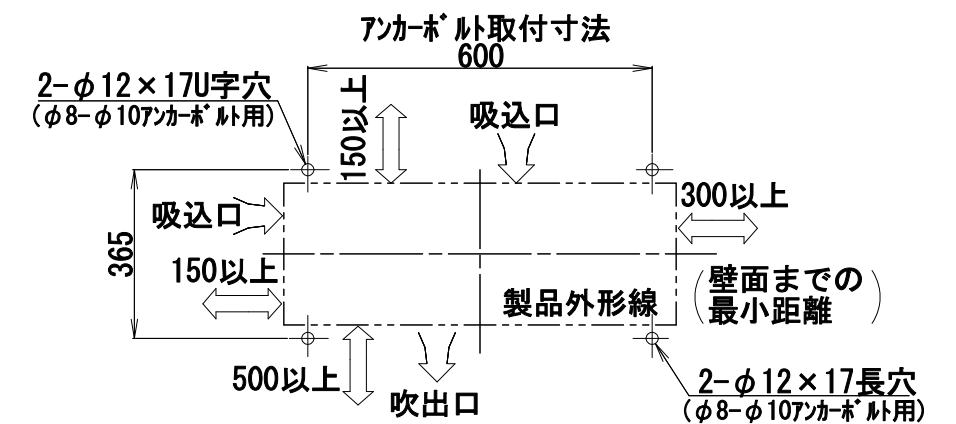 アンカーボルト取付寸法
600
2-φ12×17U字穴
(φ8-φ10アンカーボルト用)
150以上
吸込口
吸込口
300以上
365
150以上
製品外形線
(壁面までの
最小距離)
500以上
吹出口
2-φ12×17長穴
(φ8-φ10アンカーボルト用)